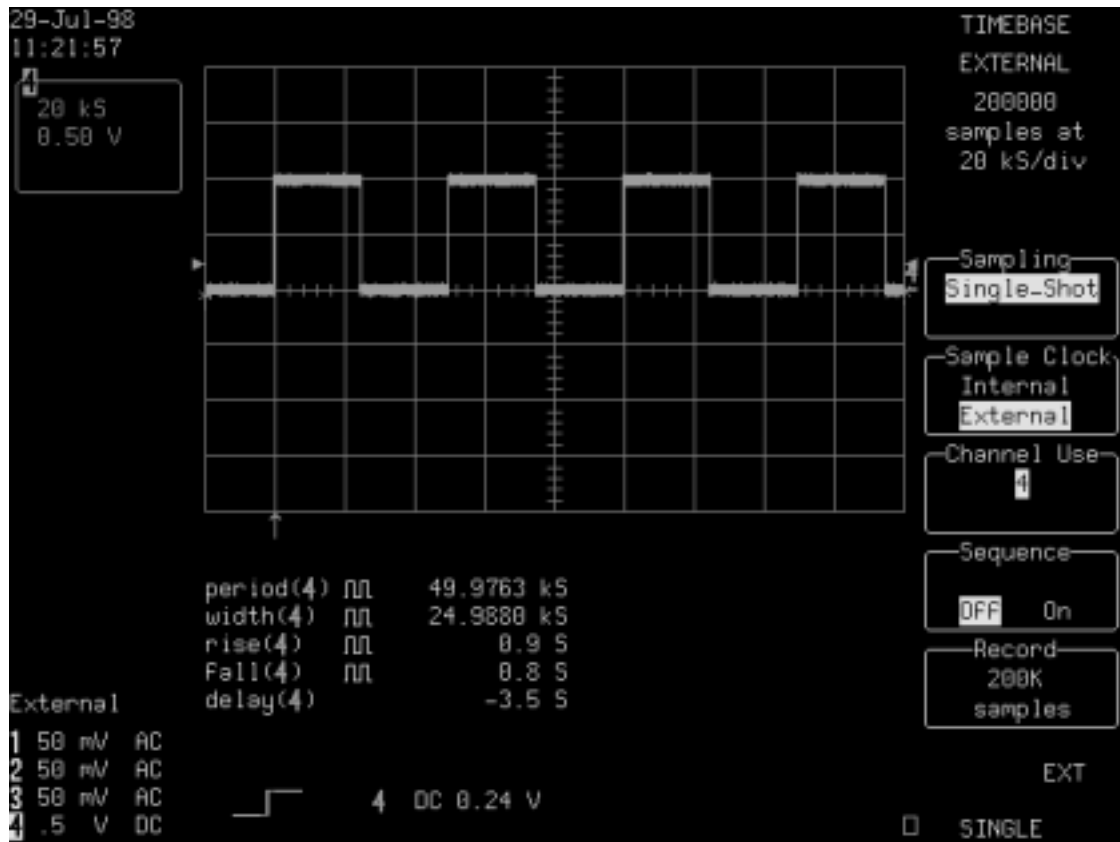 29-Jul-98
11:21:57
4
20 kS
0.50 V
TIMEBASE
EXTERNAL
200000
samples at
20 kS/div
Sampling
Single-Shot
Sample Clock
Internal
External
Channel Use
4
Sequence
OFF On
Record
200K
samples
period(4) 49.9763 kS
width(4) 24.9880 kS
rise(4) 0.9 S
Fall(4) 0.8 S
delay(4) -3.5 S
External
1 50 mV AC
2 50 mV AC
3 50 mV AC
4 .5 V DC
4 DC 0.24 V
EXT
SINGLE